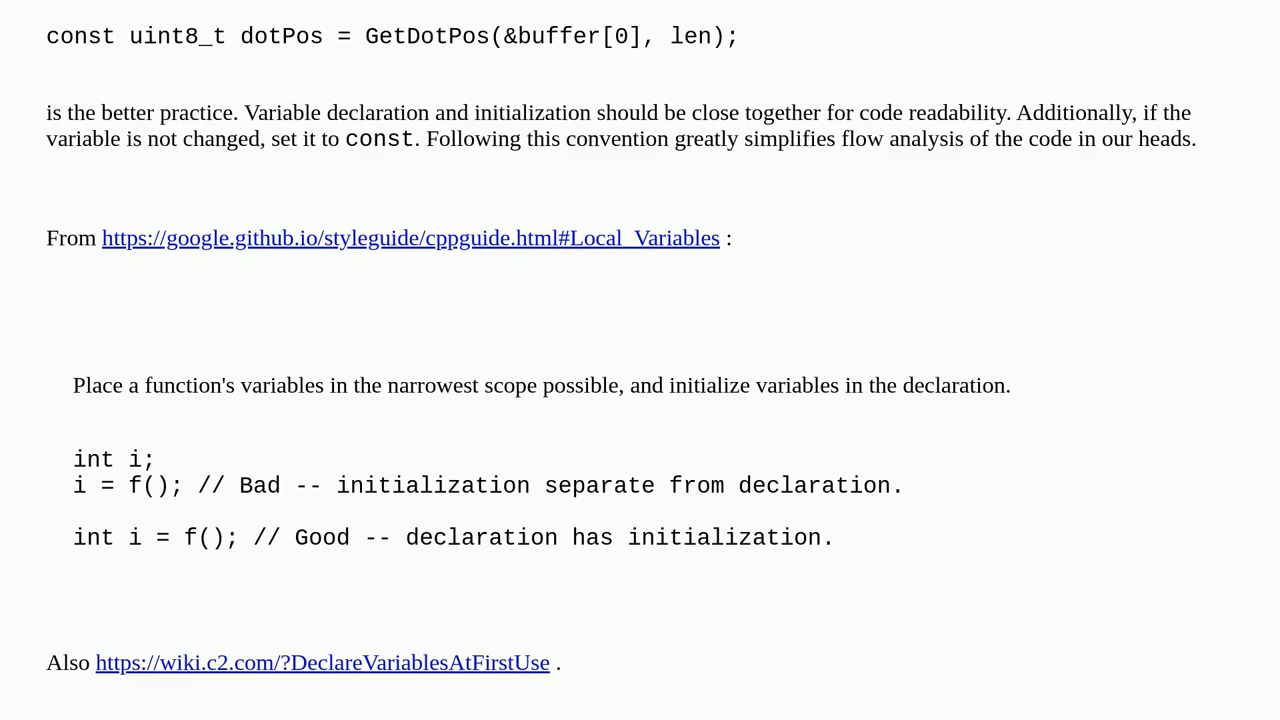 const uint8_t dotPos = GetDotPos(&buffer[0], len);
is the better practice. Variable declaration and initialization should be close together for code readability. Additionally, if the
variable is not changed, set it to const. Following this convention greatly simplifies flow analysis of the code in our heads.
From https://google.github.io/styleguide/cppguide.html#Local_Variables :
Place a function's variables in the narrowest scope possible, and initialize variables in the declaration.
int i;
i = f(); // Bad -- initialization separate from declaration.
int i = f(); // Good -- declaration has initialization.
Also https://wiki.c2.com/?DeclareVariablesAtFirstUse .